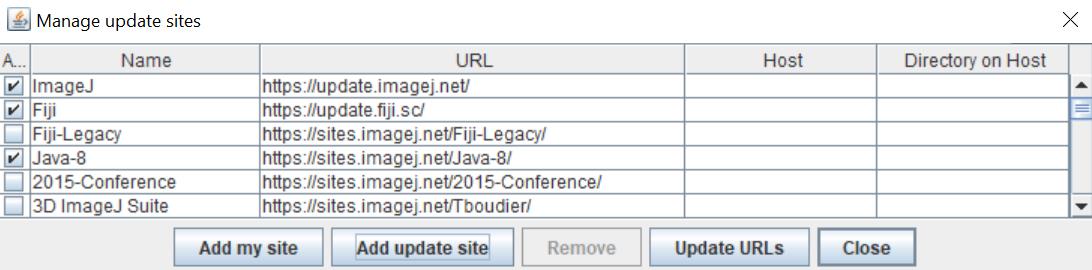 Manage update sites
A... Name URL Host Directory on Host
ImageJ https://update.imagej.net/
Fiji https://update.fiji.sc/
Fiji-Legacy https://sites.imagej.net/Fiji-Legacy/
Java-8 https://sites.imagej.net/Java-8/
2015-Conference https://sites.imagej.net/2015-Conference/
3D ImageJ Suite https://sites.imagej.net/Tboudier/
Add my site Add update site Remove Update URLs Close